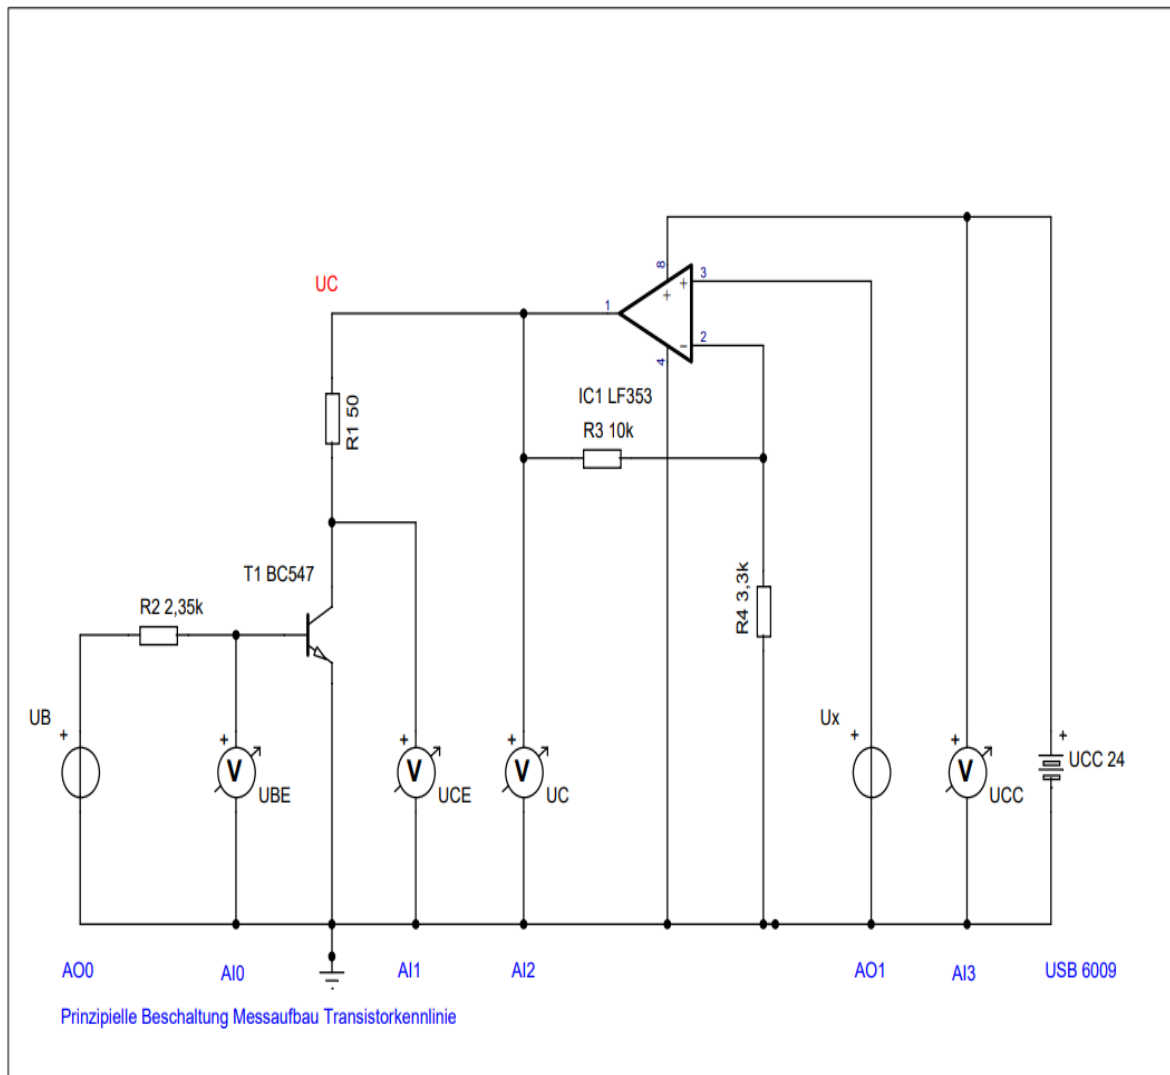 8
3
+
+
UC
1
2
−
4
IC1 LF353
R3 10k
R1 50
T1 BC547
R4 3,3k
R2 2,35k
UB
+
+
V
UBE
+
V
UCE
+
V
UC
Ux
+
+
V
UCC
+
UCC 24
AO0
AI0
AI1
AI2
AO1
AI3
USB 6009
Prinzipielle Beschaltung Messaufbau Transistorkennlinie